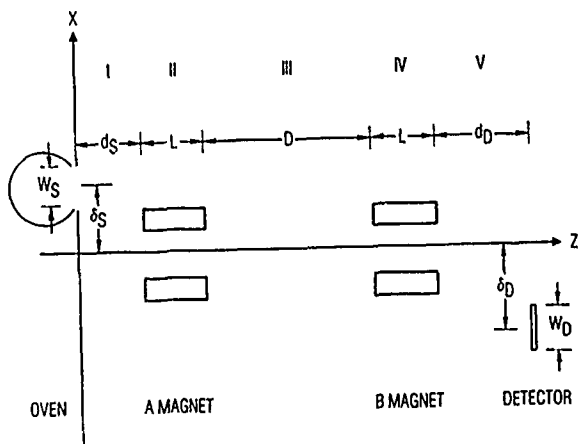 X
I II III IV V
dS L D L dD
WS
δS
Z
δD
WD
OVEN A MAGNET B MAGNET DETECTOR